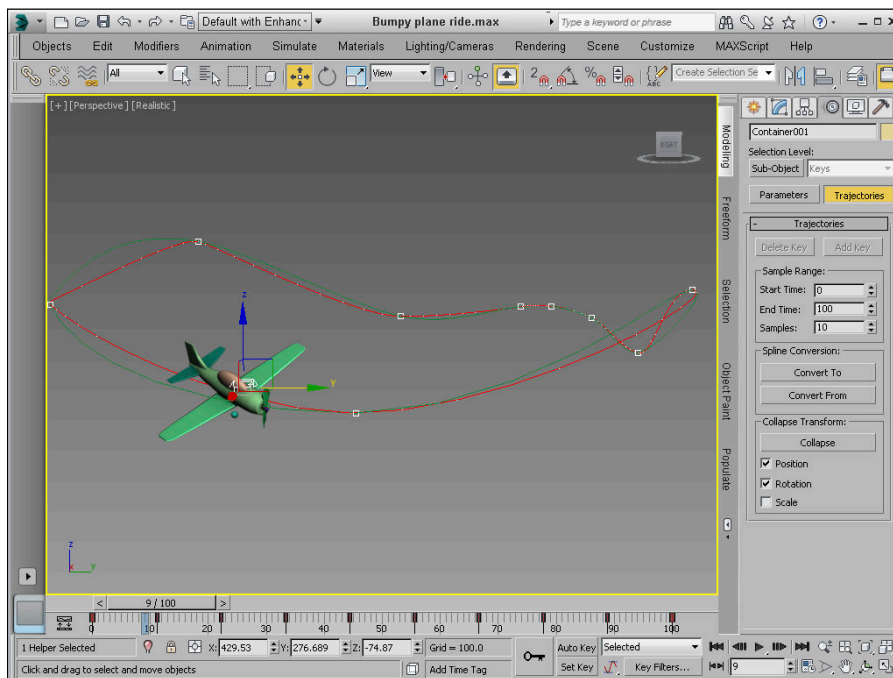 Default with Enhanc
Bumpy plane ride.max
Type a keyword or phrase
Objects Edit Modifiers Animation Simulate Materials Lighting/Cameras Rendering Scene Customize MAXScript Help
All
View
Create Selection Se
[+] [Perspective] [Realistic]
RIGHT
Modeling
Freeform
Selection
Object Paint
Populate
Container001
Selection Level:
Sub-Object Keys
Parameters Trajectories
- Trajectories
Delete Key Add Key
Sample Range:
Start Time: 0
End Time: 100
Samples: 10
Spline Conversion:
Convert To
Convert From
Collapse Transform:
Collapse
Position
Rotation
Scale
z
y
z
x y
< 9 / 100 >
0 10 20 30 40 50 60 70 80 90 100
1 Helper Selected X: 429.53 Y: 276.689 Z: -74.87 Grid = 100.0 Auto Key Selected
Click and drag to select and move objects Add Time Tag Set Key Key Filters... 9